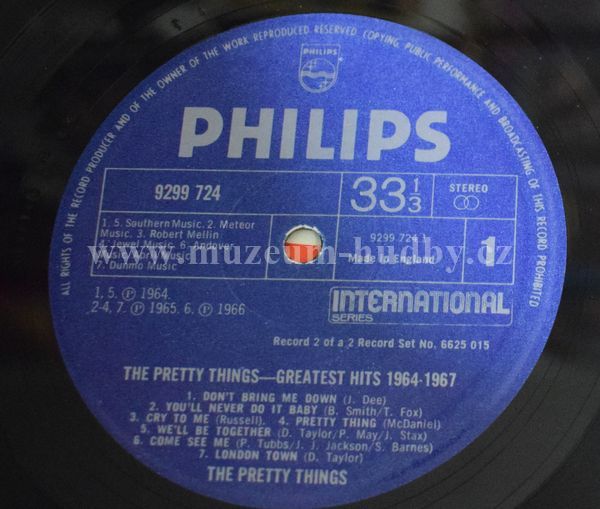 ALL RIGHTS OF THE RECORD PRODUCER AND OF THE OWNER OF THE WORK REPRODUCED RESERVED. COPYING, PUBLIC PERFORMANCE AND BROADCASTING OF THIS RECORD PROHIBITED
PHILIPS
PHILIPS
9299 724
33 1/3
STEREO
1, 5. Southern Music. 2. Meteor
Music. 3. Robert Mellin
4. Jewel Music. 6. Andover
Music
7. Dunmo Music
9299 724 1
Made in England
1
www.muzeum-hudby.cz
1, 5. ℗ 1964.
2-4, 7. ℗ 1965. 6. ℗ 1966
INTERNATIONAL
SERIES
Record 2 of a 2 Record Set No. 6625 015
THE PRETTY THINGS—GREATEST HITS 1964-1967
1. DON'T BRING ME DOWN (J. Dee)
2. YOU'LL NEVER DO IT BABY (B. Smith/T. Fox)
3. CRY TO ME (Russell). 4. PRETTY THING (McDaniel)
5. WE'LL BE TOGETHER (D. Taylor/P. May/J. Stax)
6. COME SEE ME (P. Tubbs/J. J. Jackson/S. Barnes)
7. LONDON TOWN (D. Taylor)
THE PRETTY THINGS